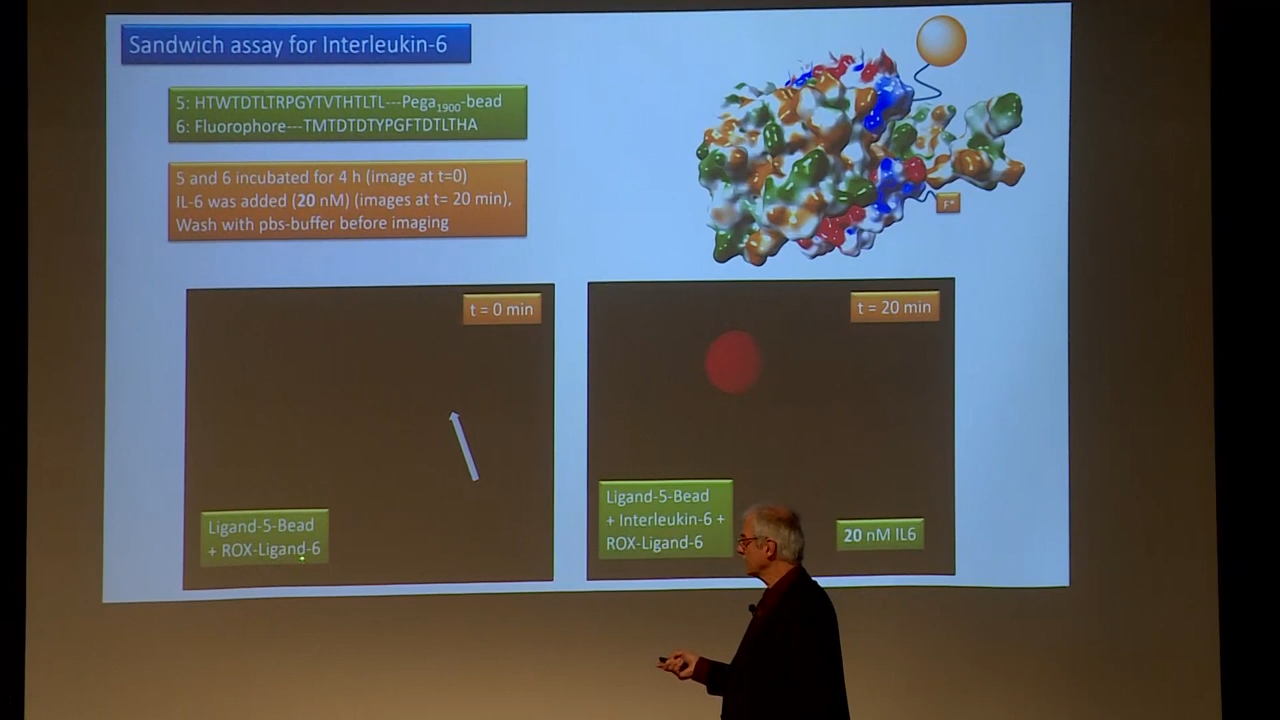 Sandwich assay for Interleukin-6
5: HTWTDTLTRPGYTVTHTLTL---Pega1900-bead
6: Fluorophore---TMTDTDTYPGFTDTLTHA
5 and 6 incubated for 4 h (image at t=0)
IL-6 was added (20 nM) (images at t= 20 min),
Wash with pbs-buffer before imaging
F*
t = 0 min
Ligand-5-Bead
+ ROX-Ligand-6
t = 20 min
Ligand-5-Bead
+ Interleukin-6 +
ROX-Ligand-6
20 nM IL6